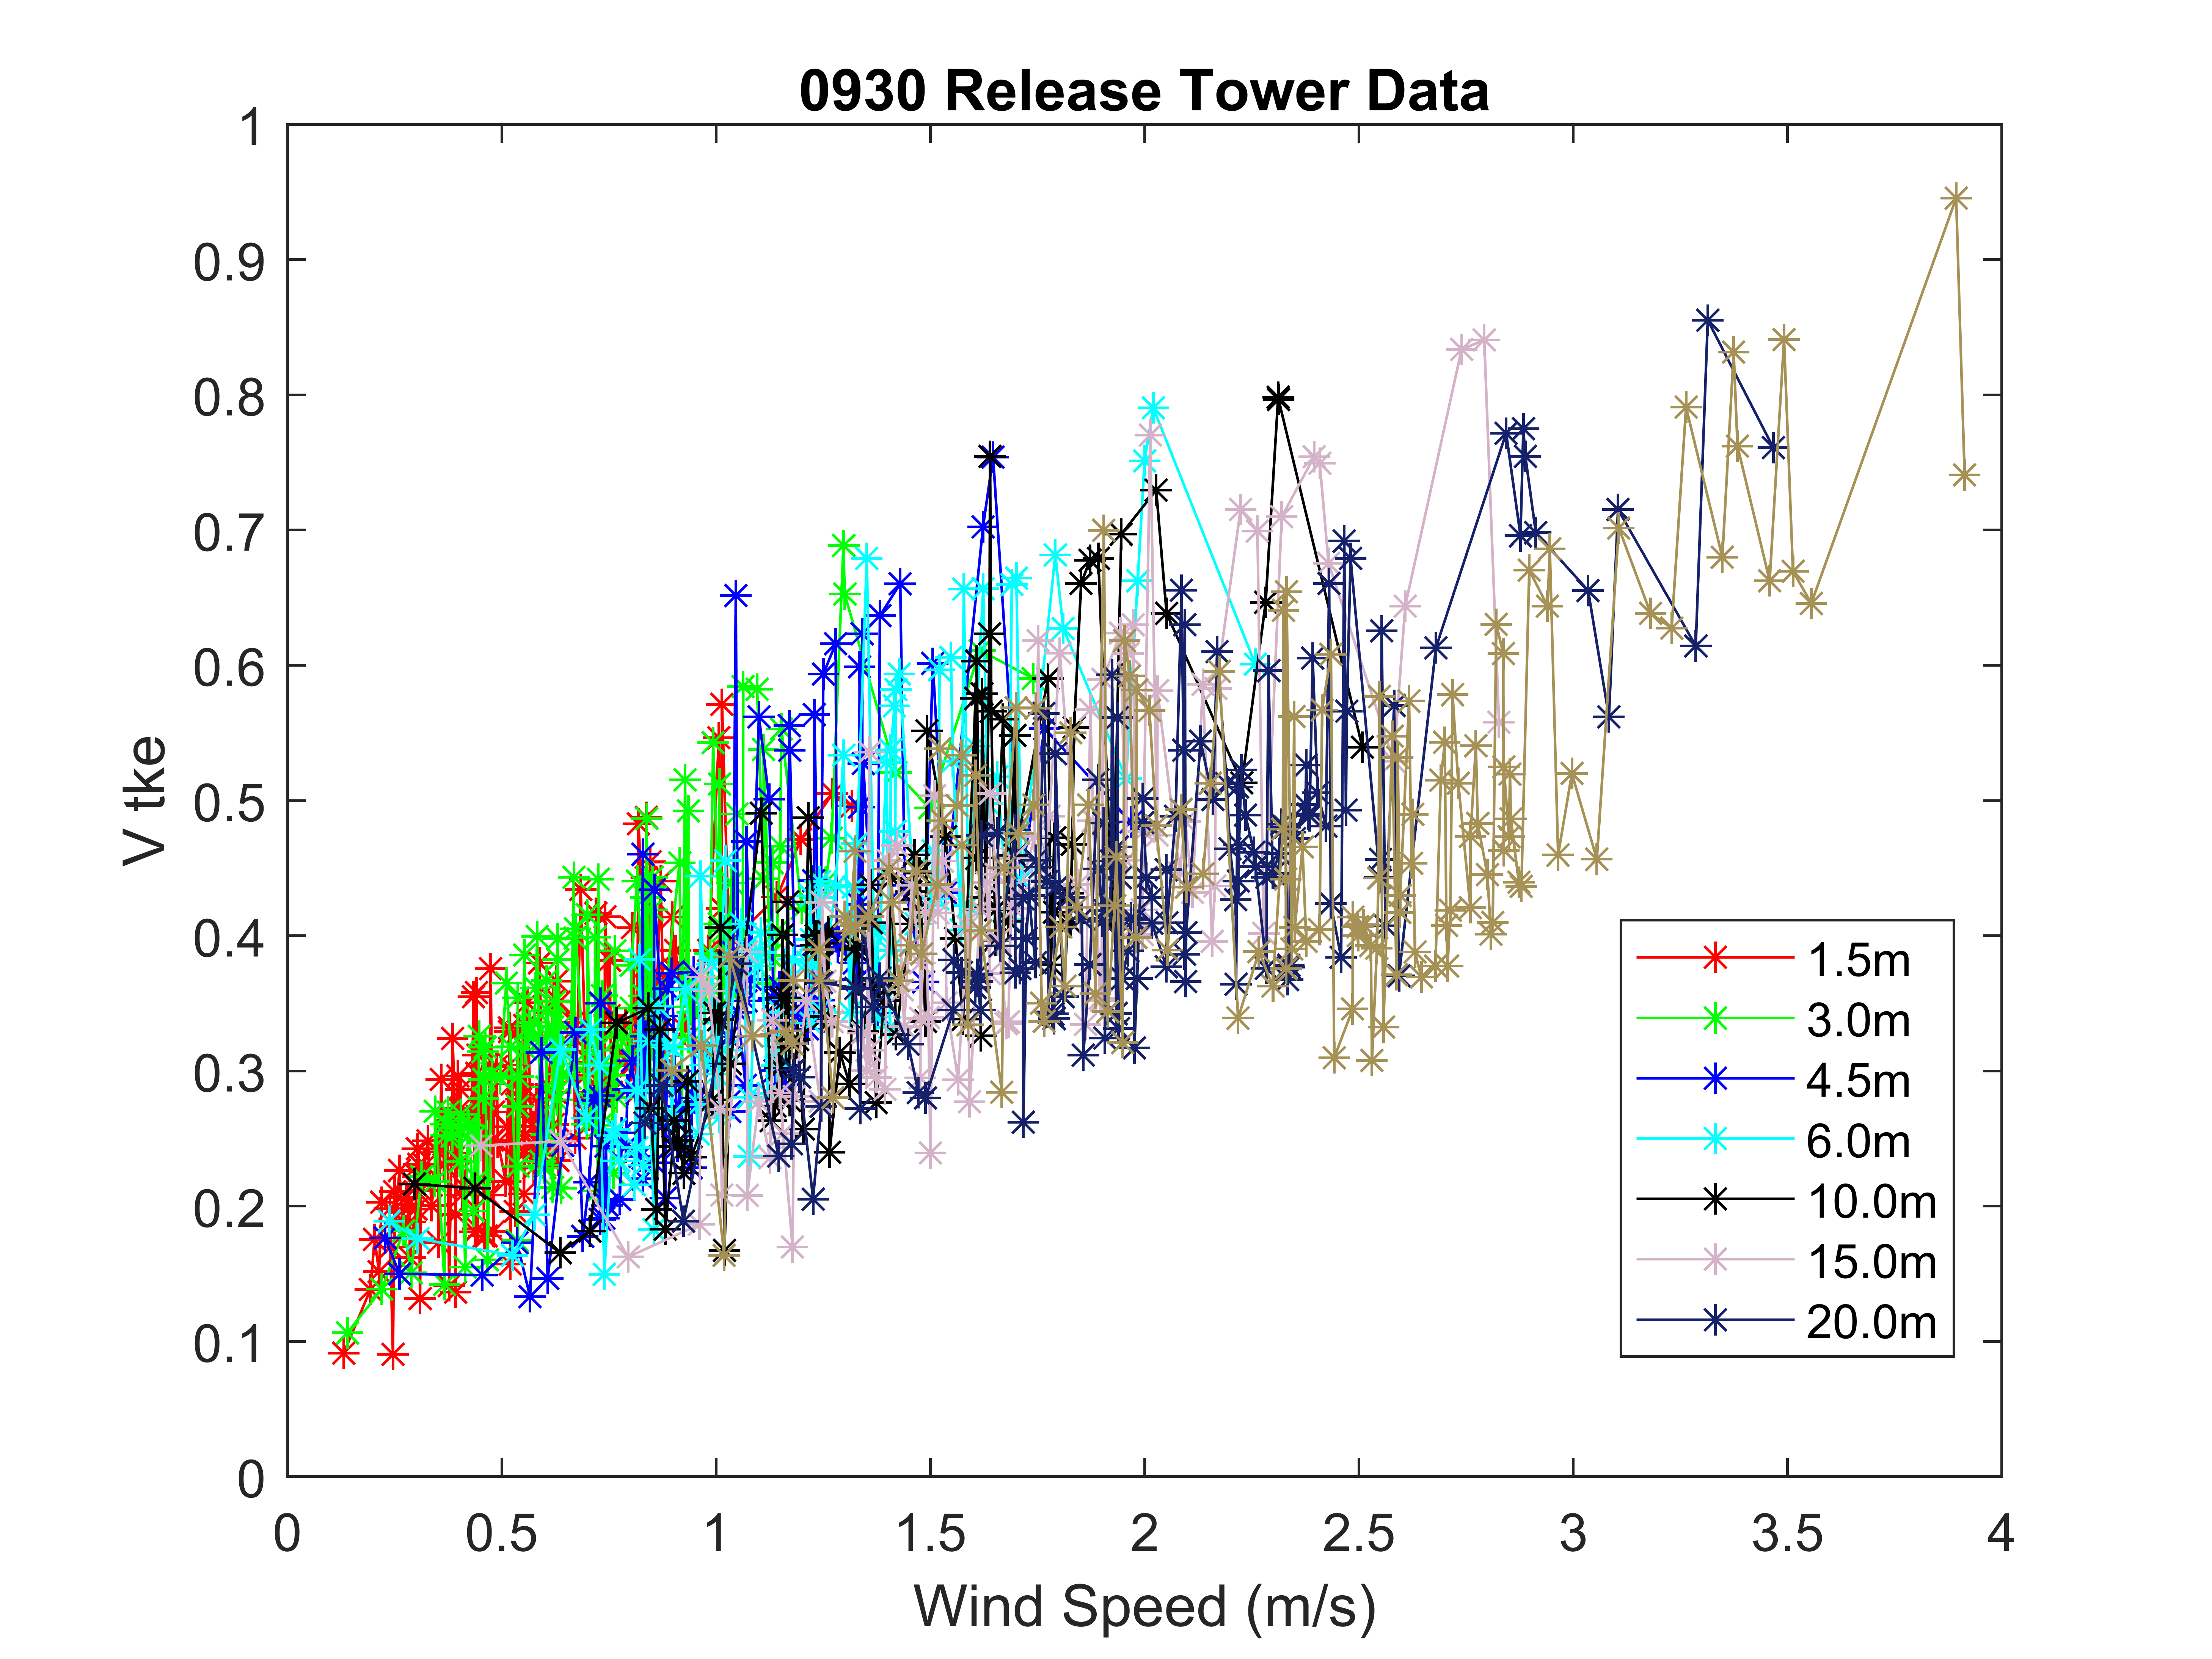 0930 Release Tower Data
1
0.9
0.8
0.7
0.6
0.5
0.4
0.3
0.2
0.1
0
V tke
1.5m
3.0m
4.5m
6.0m
10.0m
15.0m
20.0m
0 0.5 1 1.5 2 2.5 3 3.5 4
Wind Speed (m/s)